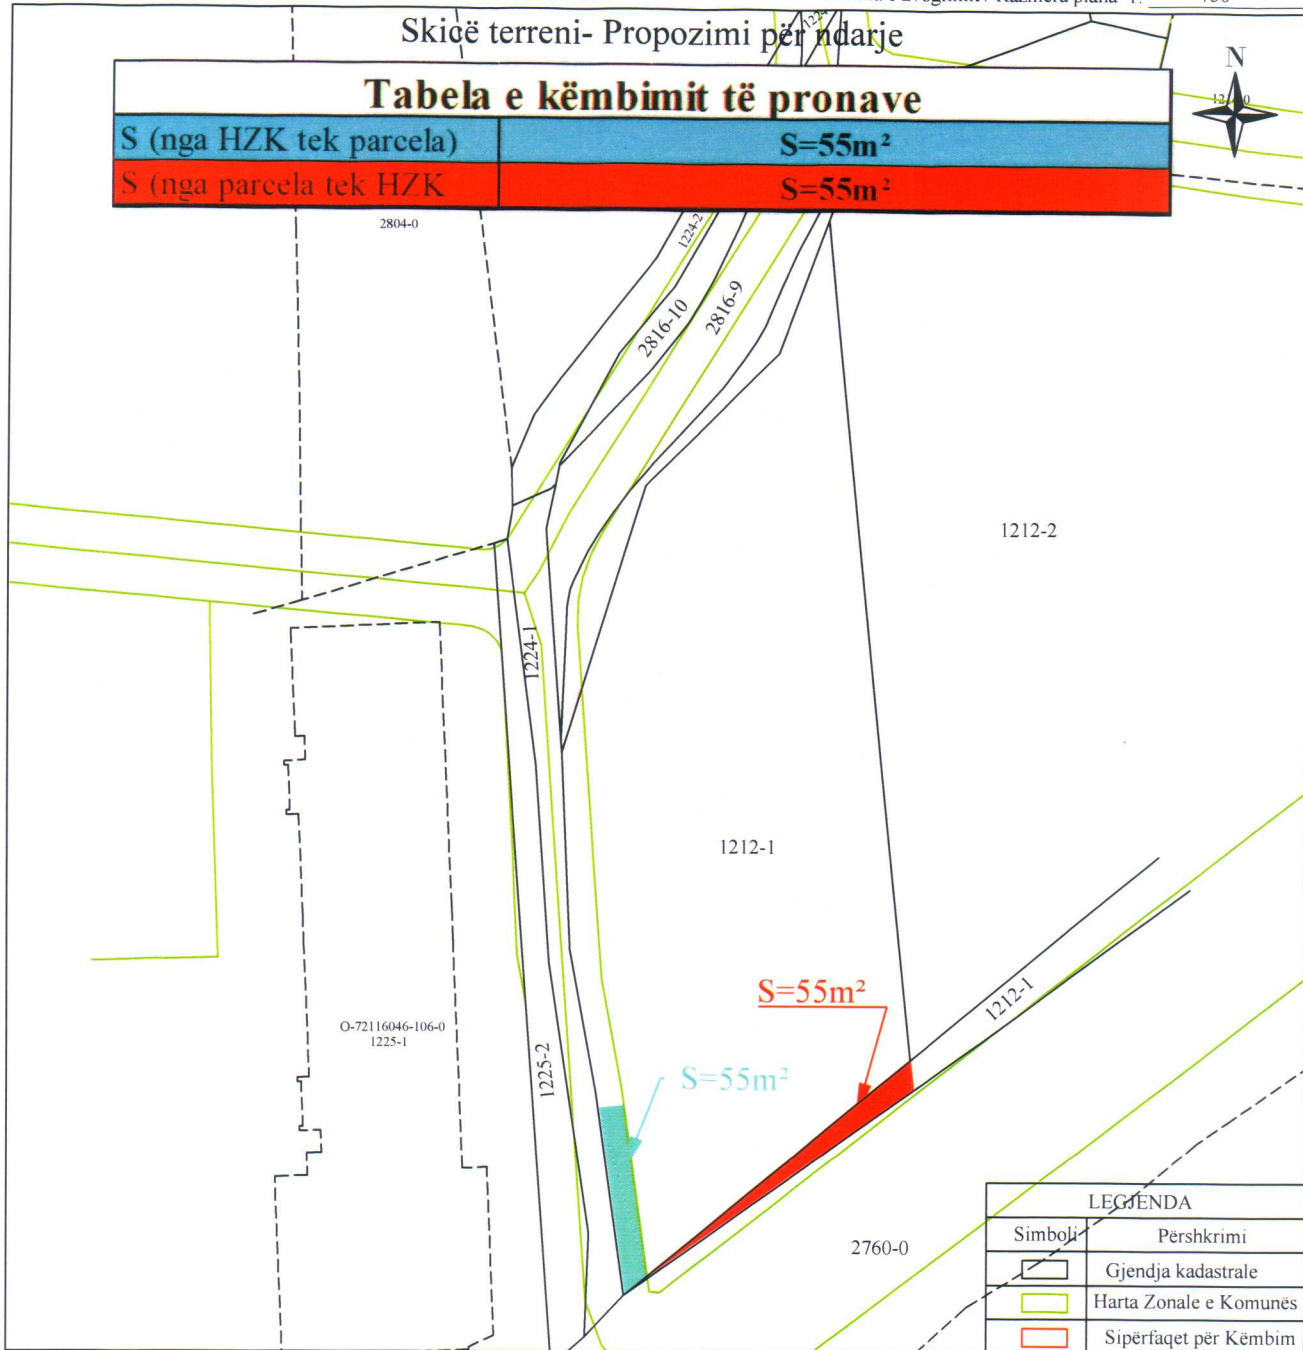 Skicë terreni- Propozimi për ndarje
N
Tabela e këmbimit të pronave
S (nga HZK tek parcela) S=55m²
S (nga parcela tek HZK S=55m²
2804-0
1224-2
2816-10
2816-9
1212-2
1224-1
1212-1
S=55m²
1212-1
O-72116046-106-0
1225-1
1225-2
S=55m²
2760-0
LEGJENDA
Simboli Përshkrimi
Gjendja kadastrale
Harta Zonale e Komunës
Sipërfaqet për Këmbim